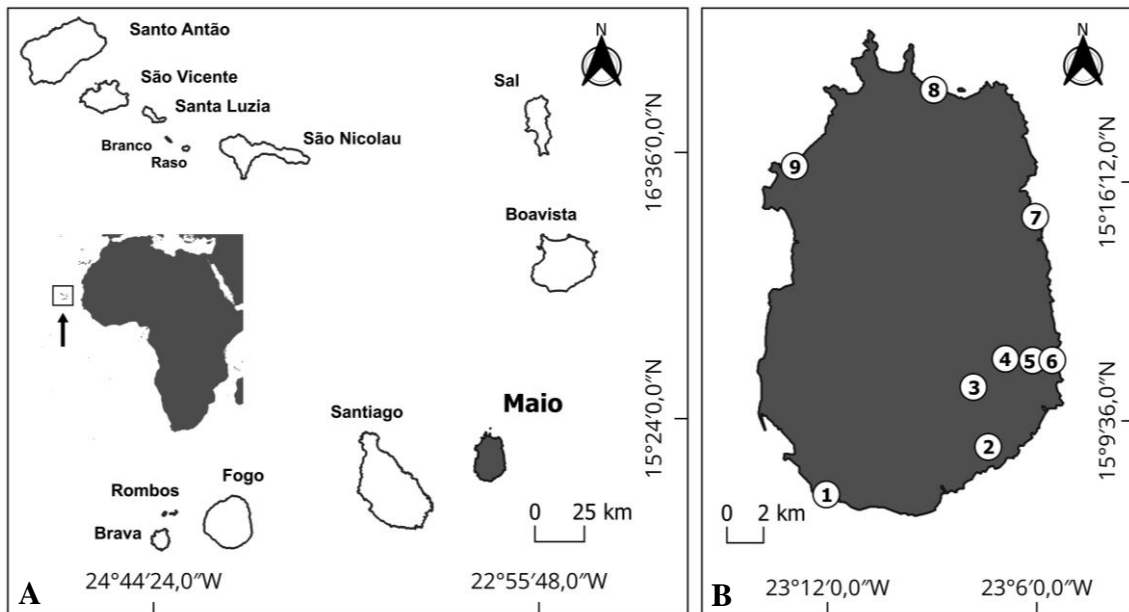 Santo Antão
São Vicente
Santa Luzia
Branco
Raso
São Nicolau
Sal
N
16°36′0,0″N
Boavista
Santiago
Maio
15°24′0,0″N
Rombos
Fogo
Brava
0 25 km
A
24°44′24,0″W
22°55′48,0″W
N
8
9
15°16′12,0″N
7
4
5
6
3
15°9′36,0″N
2
1
0 2 km
B
23°12′0,0″W
23°6′0,0″W